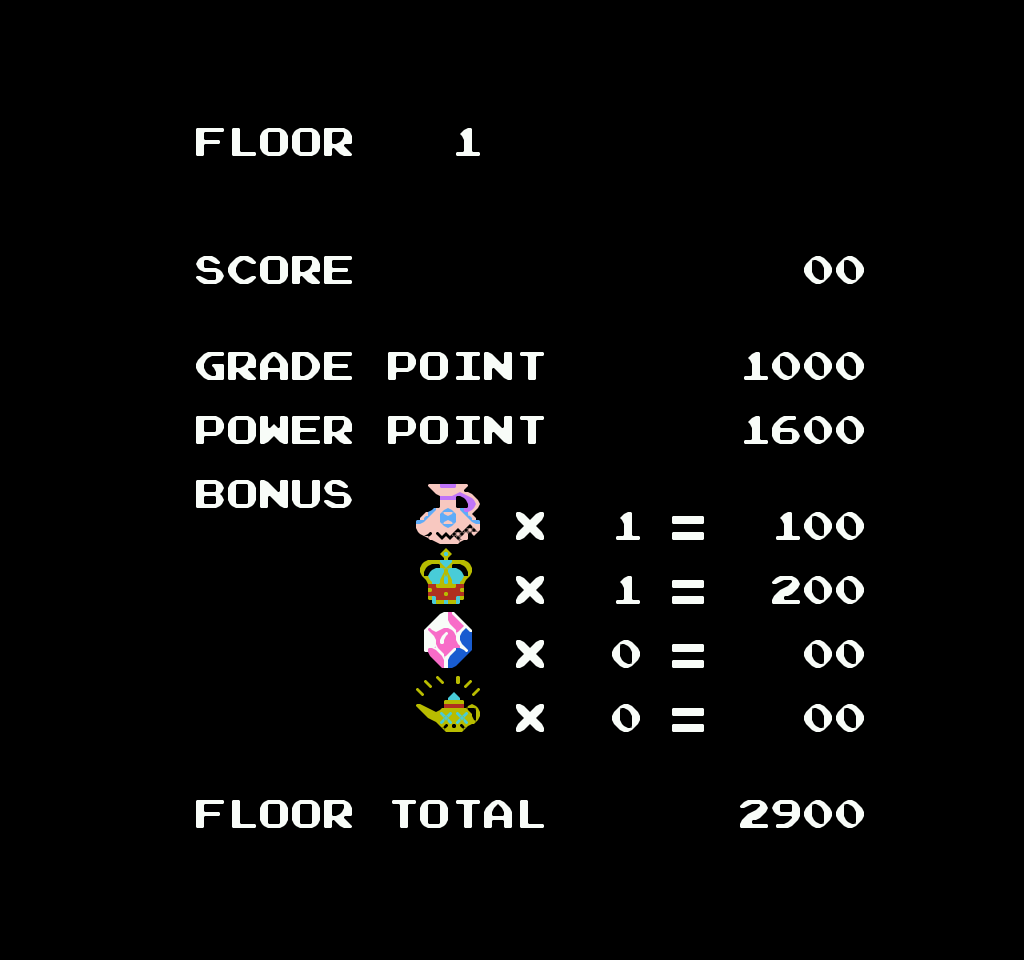 FLOOR 1
SCORE 00
GRADE POINT 1000
POWER POINT 1600
BONUS
× 1 = 100
× 1 = 200
× 0 = 00
× 0 = 00
FLOOR TOTAL 2900